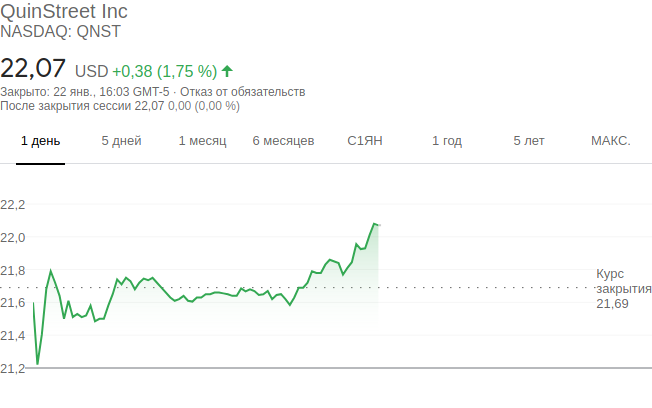 QuinStreet Inc
NASDAQ: QNST
22,07 USD +0,38 (1,75 %)
Закрыто: 22 янв., 16:03 GMT-5 · Отказ от обязательств
После закрытия сессии 22,07 0,00 (0,00 %)
1 день 5 дней 1 месяц 6 месяцев С1ЯН 1 год 5 лет МАКС.
22,2
22,0
21,8
21,6
21,4
21,2
Курс
закрытия
21,69